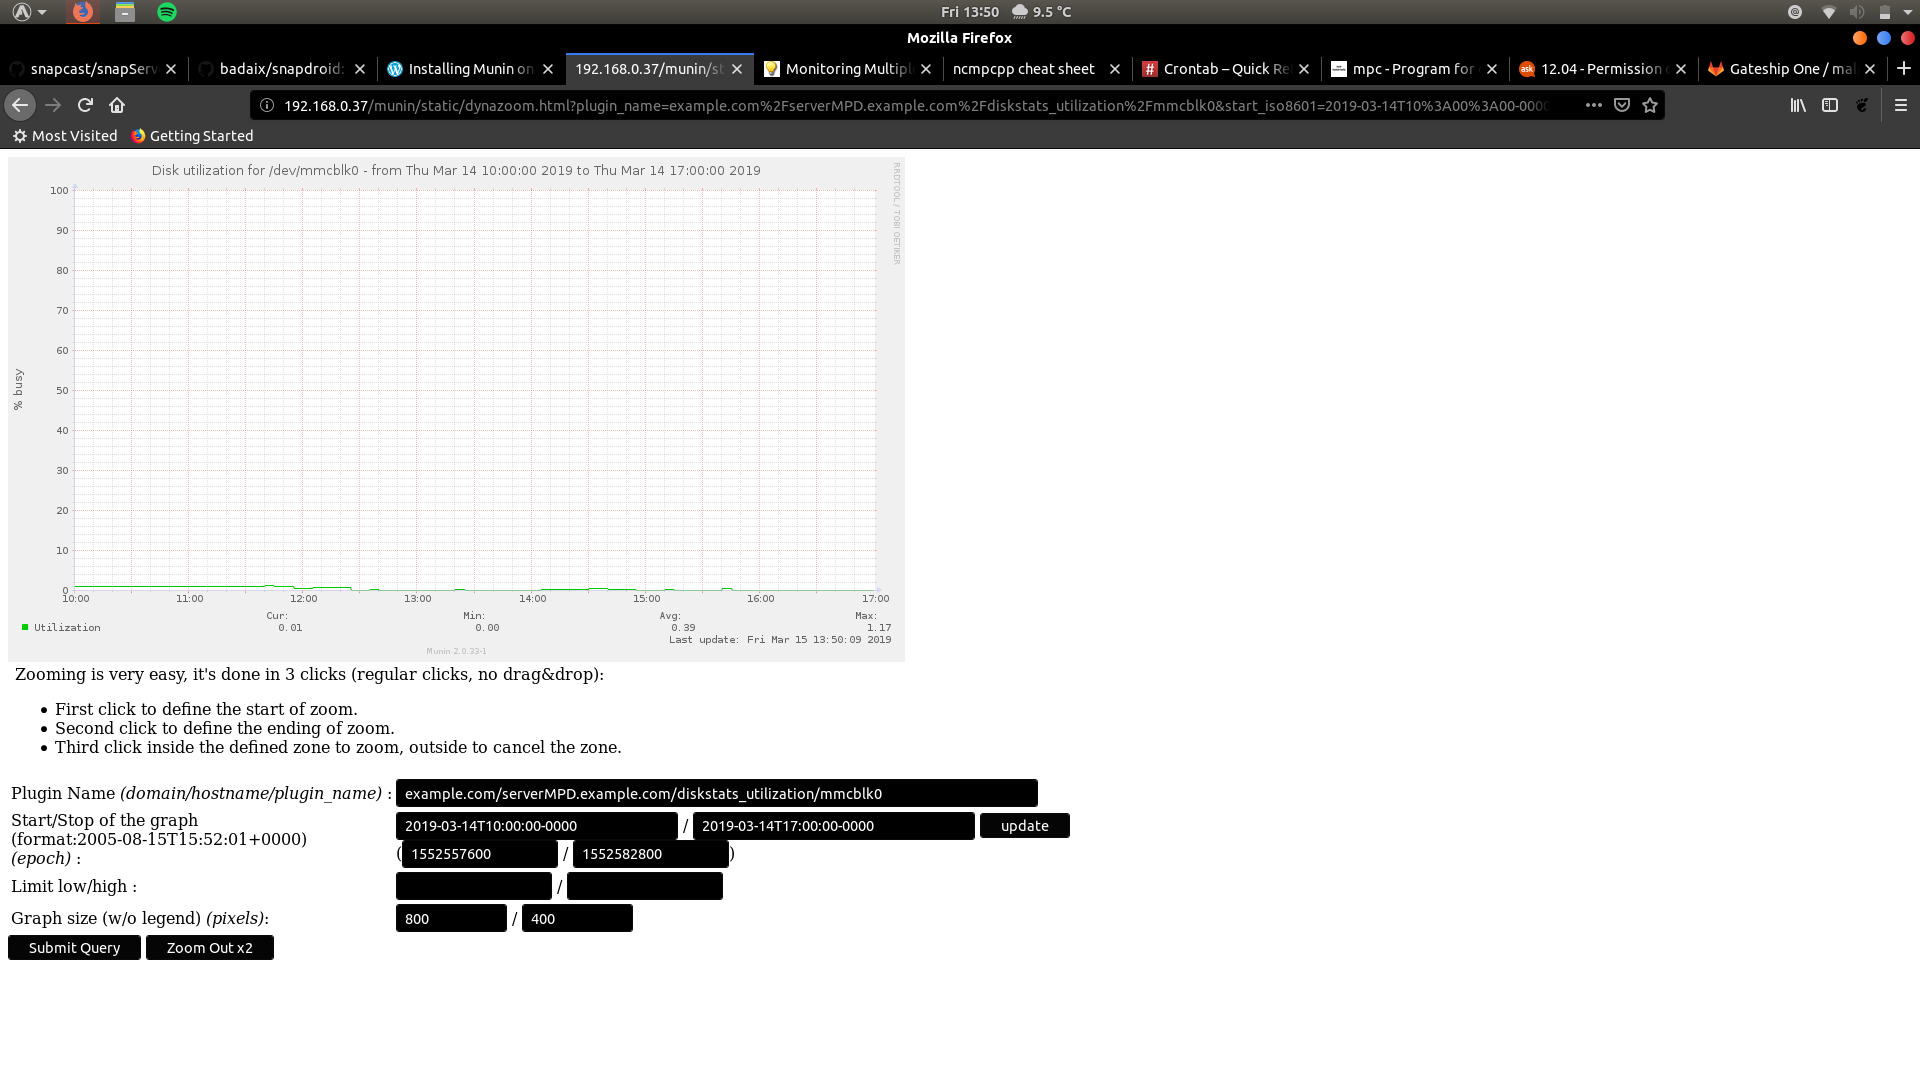 Fri 13:50 9.5 °C
Mozilla Firefox
snapcast/snapServ
badaix/snapdroid:
Installing Munin on
192.168.0.37/munin/st
Monitoring Multipl
ncmpcpp cheat sheet
Crontab – Quick Re
mpc - Program for
12.04 - Permission
Gateship One / mal
192.168.0.37/munin/static/dynazoom.html?plugin_name=example.com%2FserverMPD.example.com%2Fdiskstats_utilization%2Fmmcblk0&start_iso8601=2019-03-14T10%3A00%3A00-0000
Most Visited Getting Started
Disk utilization for /dev/mmcblk0 - from Thu Mar 14 10:00:00 2019 to Thu Mar 14 17:00:00 2019
RRDTOOL / TOBI OETIKER
% busy
100
90
80
70
60
50
40
30
20
10
0
10:00 11:00 12:00 13:00 14:00 15:00 16:00 17:00
Cur: Min: Avg: Max:
Utilization 0.01 0.00 0.39 1.17
Last update: Fri Mar 15 13:50:09 2019
Munin 2.0.33-1
Zooming is very easy, it's done in 3 clicks (regular clicks, no drag&drop):
First click to define the start of zoom.
Second click to define the ending of zoom.
Third click inside the defined zone to zoom, outside to cancel the zone.
Plugin Name (domain/hostname/plugin_name) : example.com/serverMPD.example.com/diskstats_utilization/mmcblk0
Start/Stop of the graph
(format:2005-08-15T15:52:01+0000)
(epoch) :
2019-03-14T10:00:00-0000 / 2019-03-14T17:00:00-0000 update
(1552557600 / 1552582800)
Limit low/high : /
Graph size (w/o legend) (pixels): 800 / 400
Submit Query Zoom Out x2